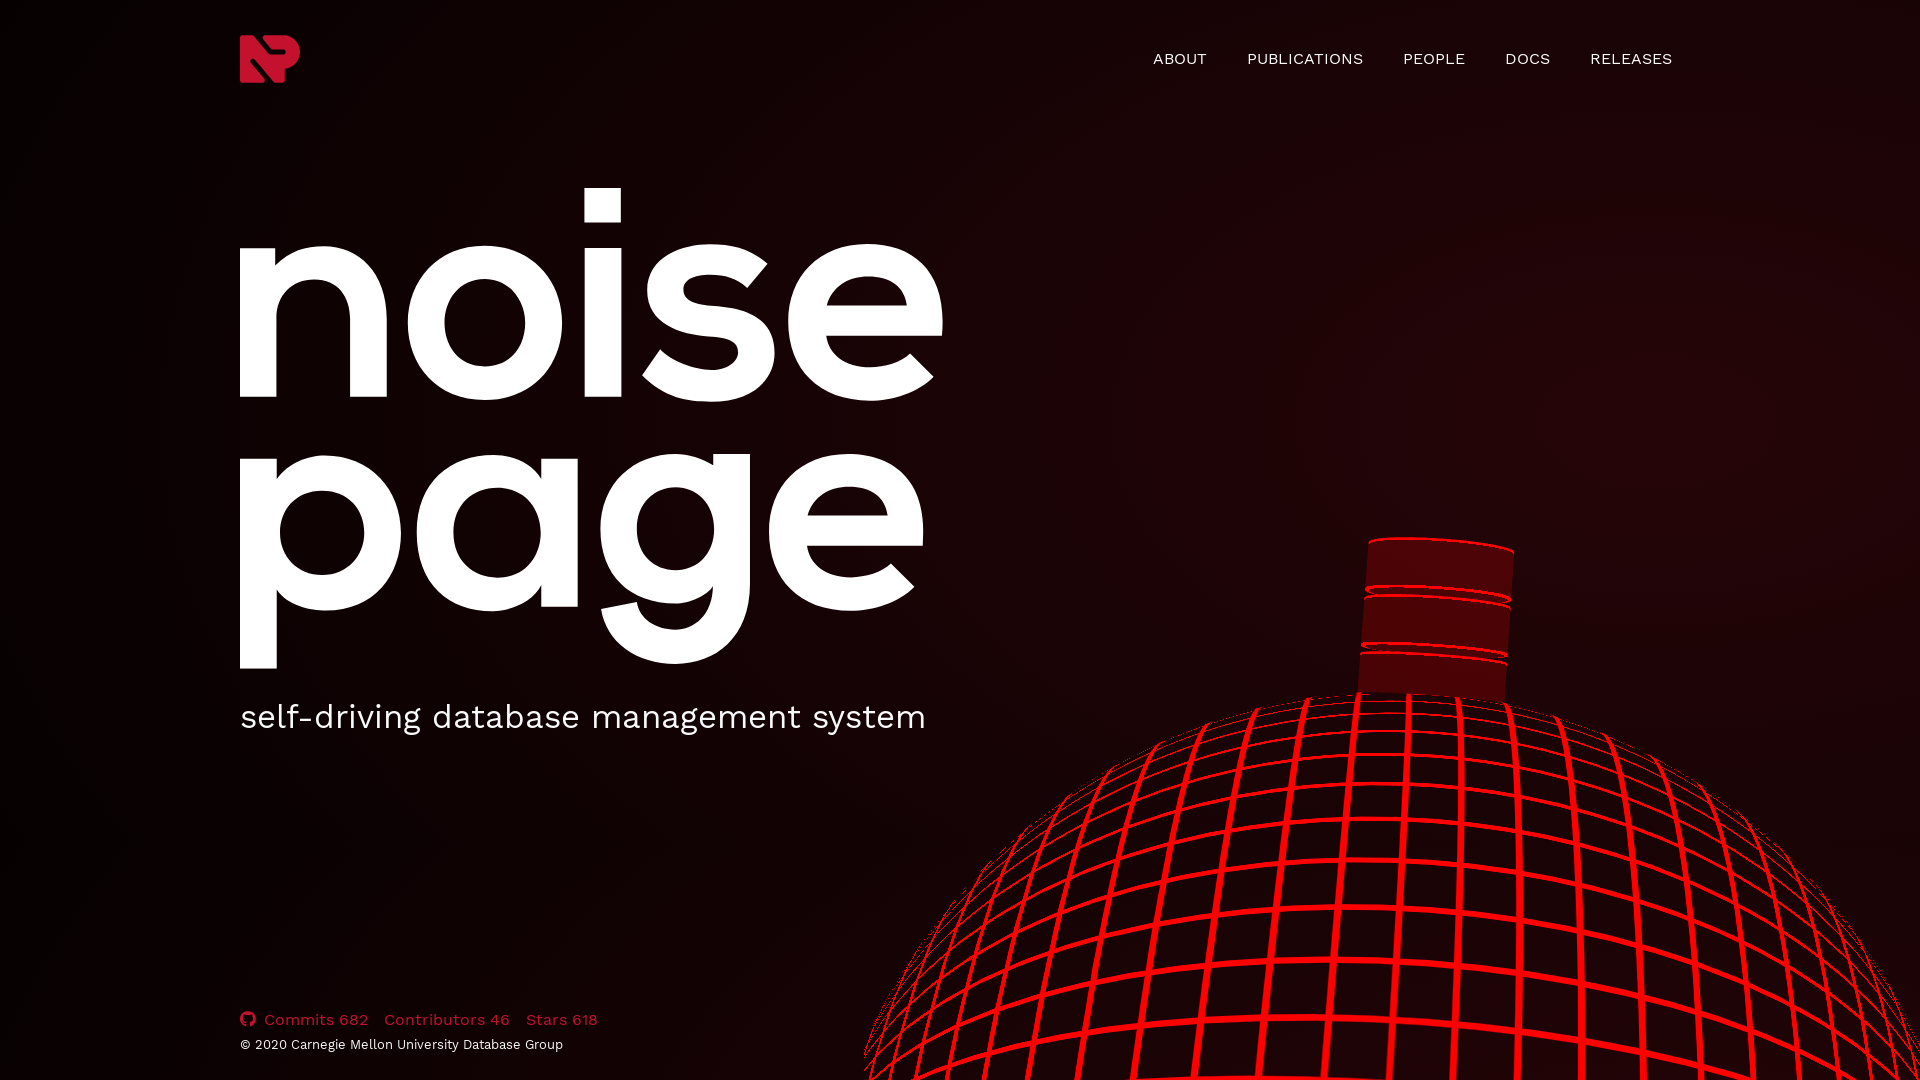 NP
ABOUT PUBLICATIONS PEOPLE DOCS RELEASES
noise
page
self-driving database management system
Commits 682 Contributors 46 Stars 618
© 2020 Carnegie Mellon University Database Group